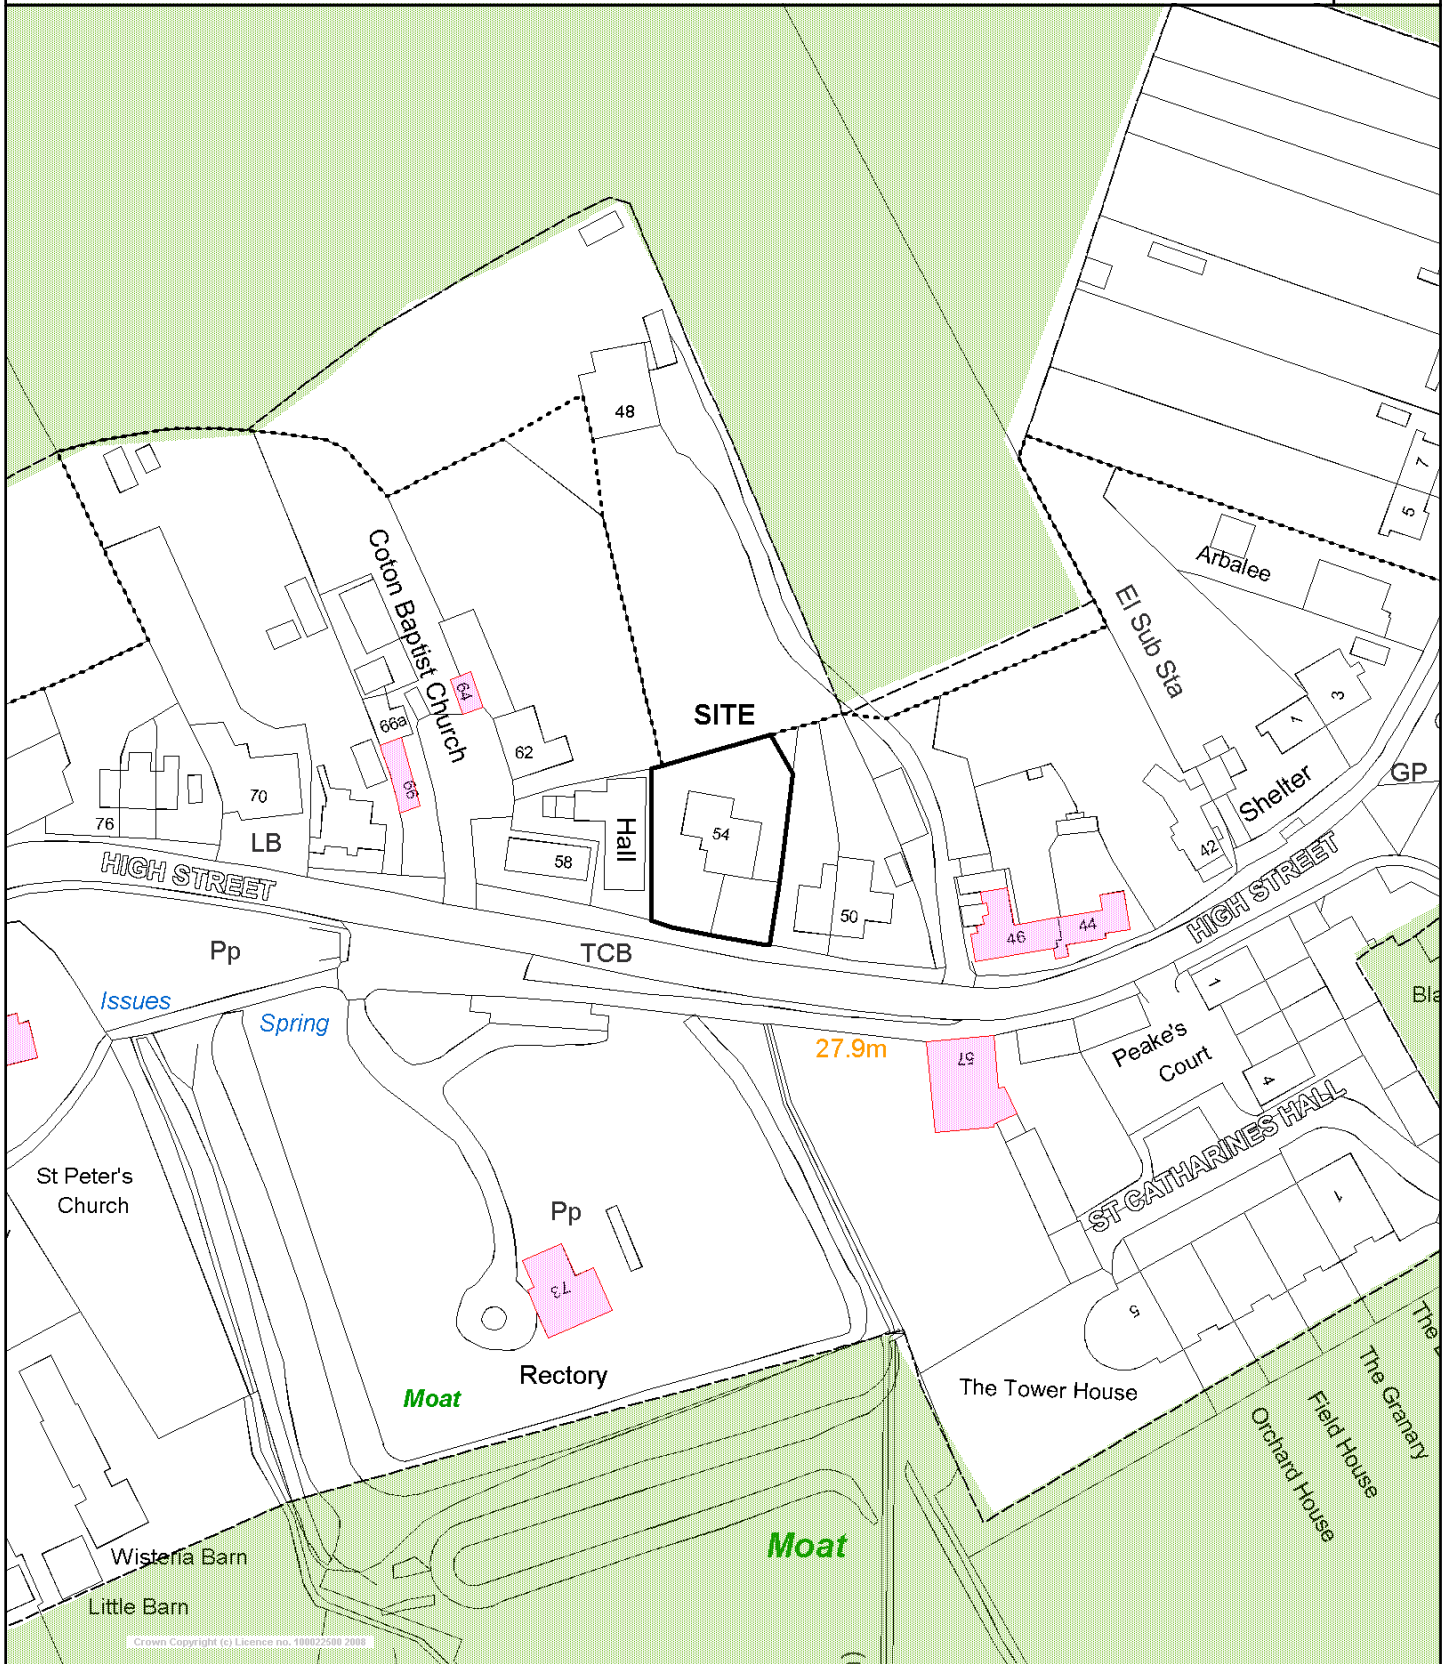 48
7
5
Arbalee
El Sub Sta
Coton Baptist Church
64
66a
66
62
SITE
3
1
GP
Shelter
70
76
LB
HIGH STREET
58
Hall
54
50
42
HIGH STREET
46
44
Pp
TCB
Issues
Spring
27.9m
57
1
Peake's
Court
4
ST CATHARINES HALL
St Peter's
Church
Pp
73
1
5
Rectory
Moat
The Tower House
The Granary
Field House
Orchard House
Moat
Wisteria Barn
Little Barn
Crown Copyright (c) Licence no. 100022500 2008